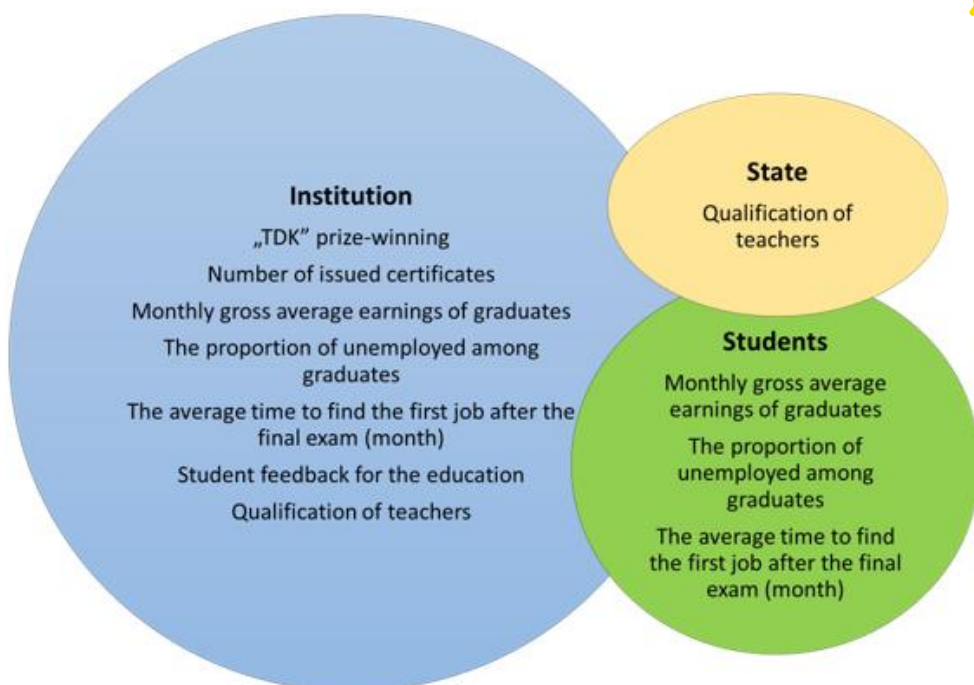 Institution
„TDK” prize-winning
Number of issued certificates
Monthly gross average earnings of graduates
The proportion of unemployed among
graduates
The average time to find the first job after the
final exam (month)
Student feedback for the education
Qualification of teachers
State
Qualification of
teachers
Students
Monthly gross average
earnings of graduates
The proportion of
unemployed among
graduates
The average time to find
the first job after the final
exam (month)